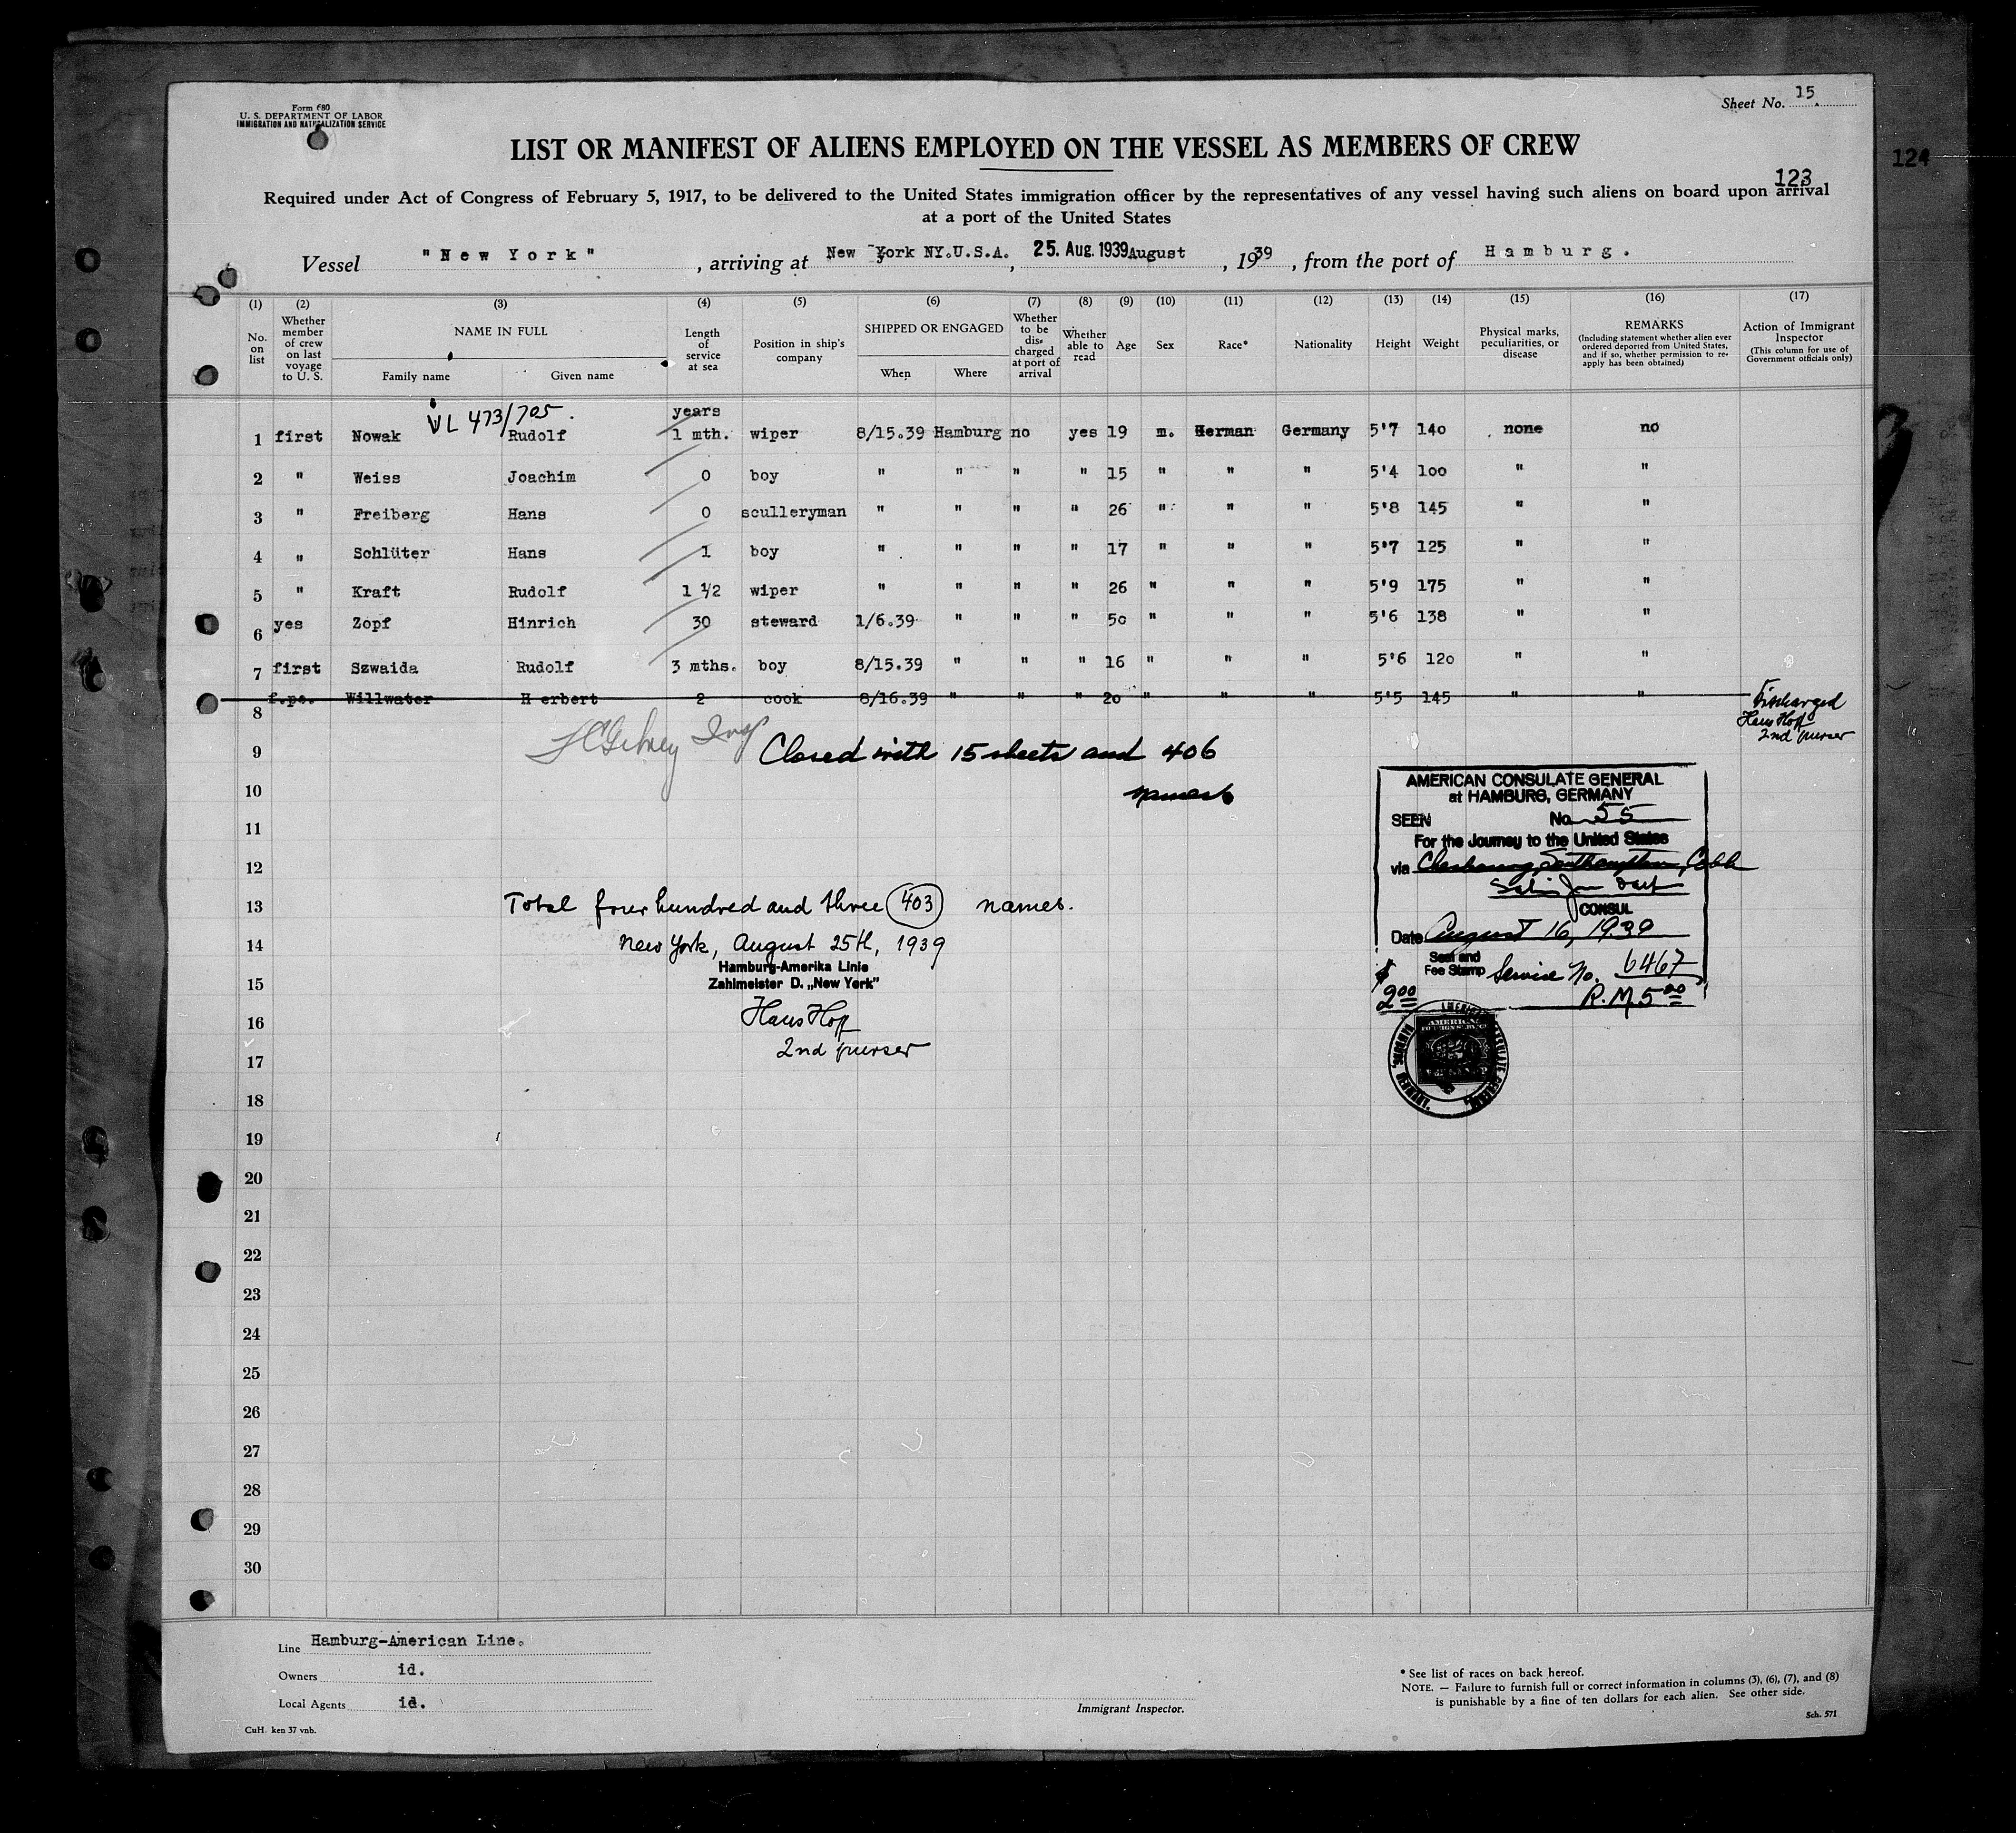 Form 680
U. S. DEPARTMENT OF LABOR
IMMIGRATION AND NATURALIZATION SERVICE
Sheet No. 15
LIST OR MANIFEST OF ALIENS EMPLOYED ON THE VESSEL AS MEMBERS OF CREW
124
123
Required under Act of Congress of February 5, 1917, to be delivered to the United States immigration officer by the representatives of any vessel having such aliens on board upon arrival
at a port of the United States
Vessel "New York", arriving at New York NY.U.S.A., 25. Aug. 1939 August, 1939, from the port of Hamburg.
(1) (2) (3) (4) (5) (6) (7) (8) (9) (10) (11) (12) (13) (14) (15) (16) (17)
No. on list
Whether member of crew on last voyage to U. S.
NAME IN FULL
Family name
Given name
Length of service at sea
Position in ship's company
SHIPPED OR ENGAGED
When
Where
Whether to be discharged at port of arrival
Whether able to read
Age
Sex
Race*
Nationality
Height
Weight
Physical marks, peculiarities, or disease
REMARKS
(Including statement whether alien ever ordered deported from United States, and if so, whether permission to reapply has been obtained)
Action of Immigrant Inspector
(This column for use of Government officials only)
VL 473/705.
years
1 first Nowak Rudolf 1 mth. wiper 8/15.39 Hamburg no yes 19 m. German Germany 5'7 140 none no
2 " Weiss Joachim 0 boy " " " " 15 " " " 5'4 100 " "
3 " Freiberg Hans 0 sculleryman " " " " 26 " " " 5'8 145 " "
4 " Schlüter Hans 1 boy " " " " 17 " " " 5'7 125 " "
5 " Kraft Rudolf 1 1/2 wiper " " " " 26 " " " 5'9 175 " "
6 yes Zopf Hinrich 30 steward 1/6.39 " " " 50 " " " 5'6 138 " "
7 first Szwaida Rudolf 3 mths. boy 8/15.39 " " " 16 " " " 5'6 120 " "
8 f.pc. Willwater Herbert 2 cook 8/16.39 " " " 20 " " " 5'5 145 " " Discharged
Hans Hop
2nd purser
9 Closed with 15 sheets and 406
10 names
11
12
13 Total four hundred and three (403) names.
14 New York, August 25th, 1939
Hamburg-Amerika Linie
15 Zahlmeister D. „New York"
16 Hans Hop
17 2nd purser
18
19
20
21
22
23
24
25
26
27
28
29
30
AMERICAN CONSULATE GENERAL
at HAMBURG, GERMANY
SEEN No. 55
For the Journey to the United States
via Cherbourg, Southampton, Cobh
CONSUL
Date August 16, 1939
Seal and
Fee Stamp Service No. 6467
$ 2.00 R.M. 5.00
Line Hamburg-American Line.
Owners id.
Local Agents id.
CuH. ken 37 vnb.
Immigrant Inspector.
* See list of races on back hereof.
NOTE. — Failure to furnish full or correct information in columns (3), (6), (7), and (8)
is punishable by a fine of ten dollars for each alien. See other side.
Sch. 571